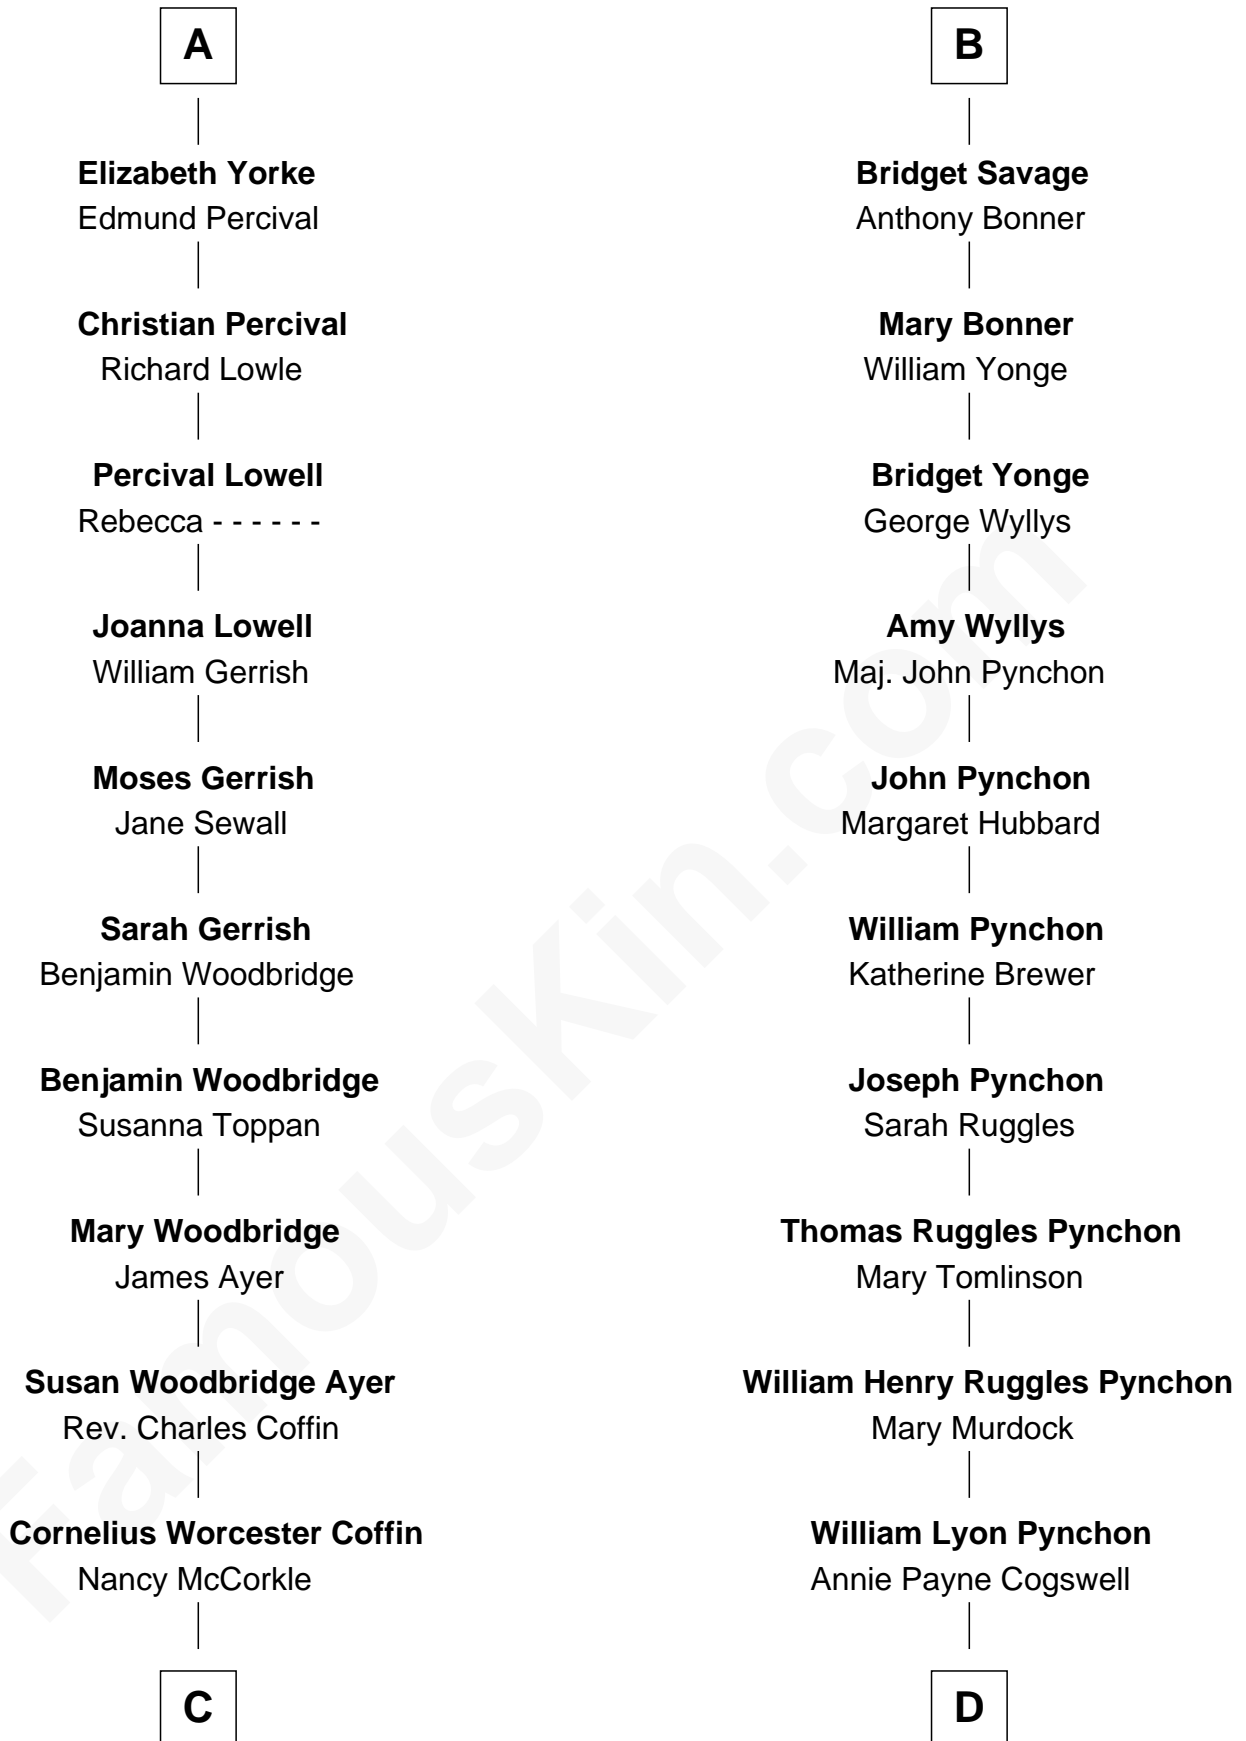 A
Elizabeth Yorke
Edmund Percival
Christian Percival
Richard Lowle
Percival Lowell
Rebecca - - - - - -
Joanna Lowell
William Gerrish
Moses Gerrish
Jane Sewall
Sarah Gerrish
Benjamin Woodbridge
Benjamin Woodbridge
Susanna Toppan
Mary Woodbridge
James Ayer
Susan Woodbridge Ayer
Rev. Charles Coffin
Cornelius Worcester Coffin
Nancy McCorkle
C
B
Bridget Savage
Anthony Bonner
Mary Bonner
William Yonge
Bridget Yonge
George Wyllys
Amy Wyllys
Maj. John Pynchon
John Pynchon
Margaret Hubbard
William Pynchon
Katherine Brewer
Joseph Pynchon
Sarah Ruggles
Thomas Ruggles Pynchon
Mary Tomlinson
William Henry Ruggles Pynchon
Mary Murdock
William Lyon Pynchon
Annie Payne Cogswell
D
FamousKin.com